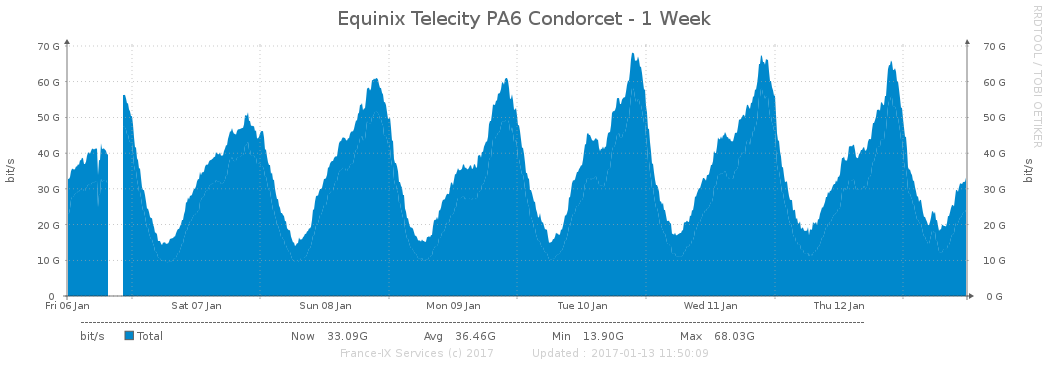 Equinix Telecity PA6 Condorcet - 1 Week
RRDTOOL / TOBI OETIKER
bit/s
70 G 70 G
60 G 60 G
50 G 50 G
40 G 40 G
30 G 30 G
20 G 20 G
10 G 10 G
0 0 G
bit/s
Fri 06 Jan Sat 07 Jan Sun 08 Jan Mon 09 Jan Tue 10 Jan Wed 11 Jan Thu 12 Jan
bit/s Total Now 33.09G Avg 36.46G Min 13.90G Max 68.03G
France-IX Services (c) 2017 Updated : 2017-01-13 11:50:09